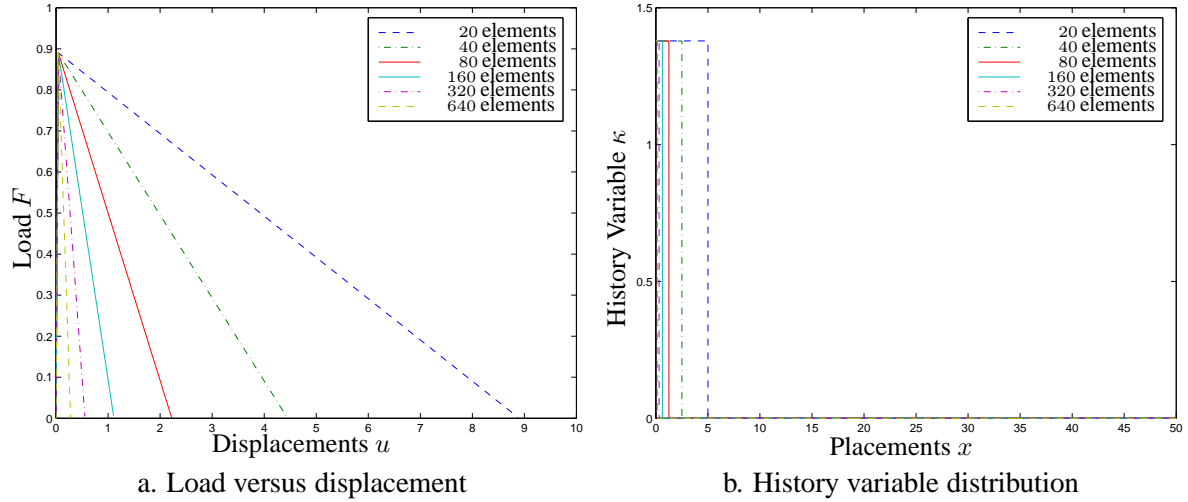 1
0.9
0.8
0.7
0.6
0.5
0.4
0.3
0.2
0.1
0
Load F
20 elements
40 elements
80 elements
160 elements
320 elements
640 elements
0 1 2 3 4 5 6 7 8 9 10
Displacements u
a. Load versus displacement
1.5
1
0.5
0
History Variable κ
20 elements
40 elements
80 elements
160 elements
320 elements
640 elements
0 5 10 15 20 25 30 35 40 45 50
Placements x
b. History variable distribution